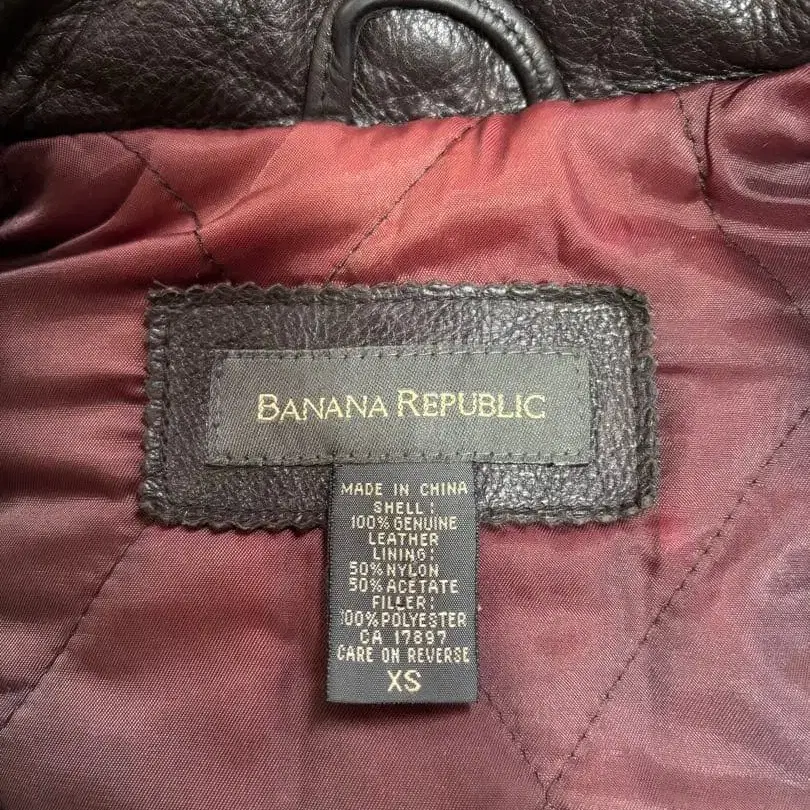 BANANA REPUBLIC
MADE IN CHINA
SHELL:
100% GENUINE
LEATHER
LINING:
50% NYLON
50% ACETATE
FILLER:
100% POLYESTER
CA 17897
CARE ON REVERSE
XS